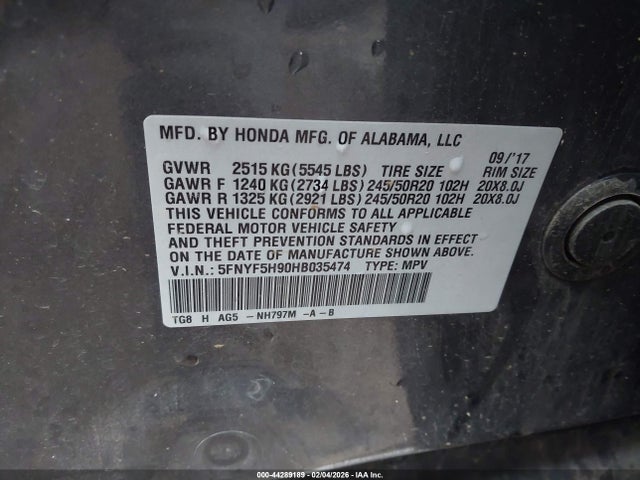 MFD. BY HONDA MFG. OF ALABAMA, LLC
09/'17
GVWR 2515 KG(5545 LBS) TIRE SIZE RIM SIZE
GAWR F 1240 KG(2734 LBS)245/50R20 102H 20X8.0J
GAWR R 1325 KG(2921 LBS)245/50R20 102H 20X8.0J
THIS VEHICLE CONFORMS TO ALL APPLICABLE
FEDERAL MOTOR VEHICLE SAFETY
AND THEFT PREVENTION STANDARDS IN EFFECT
ON THE DATE OF MANUFACTURE SHOWN ABOVE.
V.I.N.: 5FNYF5H90HB035474 TYPE: MPV
TG8 H AG5 -NH797M -A-B
000-44289189 - 02/04/2026 - IAA Inc.